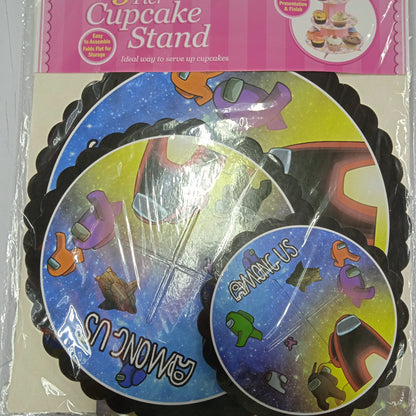 Cupcake
Stand
Easy
to Assemble
Folds Flat for
Storage
Ideal way to serve up cupcakes
Presentation
& Finish
AMONG US
AMONG US